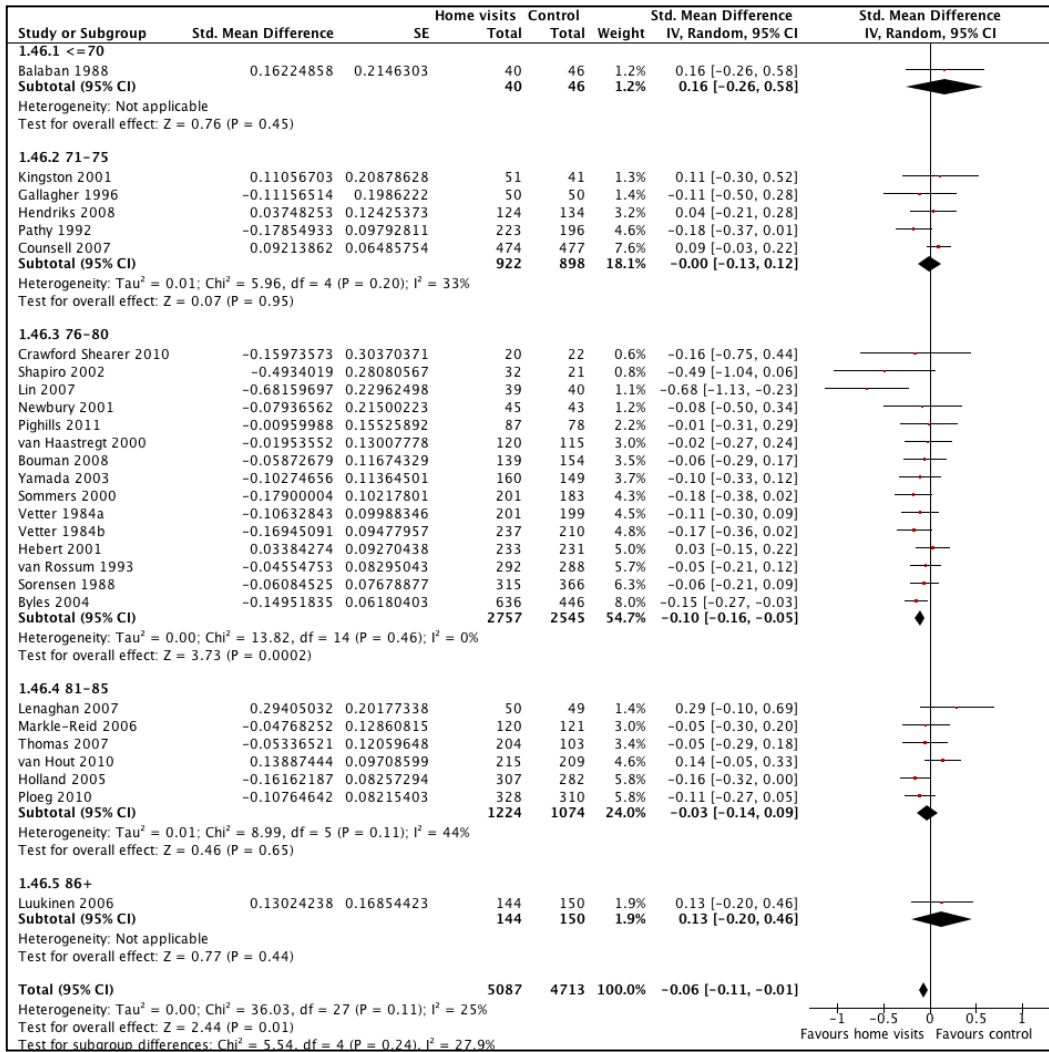 Home visits Control Std. Mean Difference Std. Mean Difference
Study or Subgroup Std. Mean Difference SE Total Total Weight IV, Random, 95% CI IV, Random, 95% CI
1.46.1 <=70
Balaban 1988 0.16224858 0.2146303 40 46 1.2% 0.16 [-0.26, 0.58]
Subtotal (95% CI) 40 46 1.2% 0.16 [-0.26, 0.58]
Heterogeneity: Not applicable
Test for overall effect: Z = 0.76 (P = 0.45)
1.46.2 71-75
Kingston 2001 0.11056703 0.20878628 51 41 1.3% 0.11 [-0.30, 0.52]
Gallagher 1996 -0.11156514 0.1986222 50 50 1.4% -0.11 [-0.50, 0.28]
Hendriks 2008 0.03748253 0.12425373 124 134 3.2% 0.04 [-0.21, 0.28]
Pathy 1992 -0.17854933 0.09792811 223 196 4.6% -0.18 [-0.37, 0.01]
Counsell 2007 0.09213862 0.06485754 474 477 7.6% 0.09 [-0.03, 0.22]
Subtotal (95% CI) 922 898 18.1% -0.00 [-0.13, 0.12]
Heterogeneity: Tau² = 0.01; Chi² = 5.96, df = 4 (P = 0.20); I² = 33%
Test for overall effect: Z = 0.07 (P = 0.95)
1.46.3 76-80
Crawford Shearer 2010 -0.15973573 0.30370371 20 22 0.6% -0.16 [-0.75, 0.44]
Shapiro 2002 -0.4934019 0.28080567 32 21 0.8% -0.49 [-1.04, 0.06]
Lin 2007 -0.68159697 0.22962498 39 40 1.1% -0.68 [-1.13, -0.23]
Newbury 2001 -0.07936562 0.21500223 45 43 1.2% -0.08 [-0.50, 0.34]
Pighills 2011 -0.00959988 0.15525892 87 78 2.2% -0.01 [-0.31, 0.29]
van Haastregt 2000 -0.01953552 0.13007778 120 115 3.0% -0.02 [-0.27, 0.24]
Bouman 2008 -0.05872679 0.11674329 139 154 3.5% -0.06 [-0.29, 0.17]
Yamada 2003 -0.10274656 0.11364501 160 149 3.7% -0.10 [-0.33, 0.12]
Sommers 2000 -0.17900004 0.10217801 201 183 4.3% -0.18 [-0.38, 0.02]
Vetter 1984a -0.10632843 0.09988346 201 199 4.4% -0.11 [-0.30, 0.09]
Vetter 1984b -0.16945091 0.09477957 237 210 4.8% -0.17 [-0.36, 0.02]
Hebert 2001 0.03384274 0.09270438 233 231 5.0% 0.03 [-0.15, 0.22]
van Rossum 1993 -0.04554753 0.08295043 292 288 5.7% -0.05 [-0.21, 0.12]
Sorensen 1988 -0.06084525 0.07678877 315 366 6.3% -0.06 [-0.21, 0.09]
Byles 2004 -0.14951835 0.06180403 636 446 8.0% -0.15 [-0.27, -0.03]
Subtotal (95% CI) 2757 2545 54.7% -0.10 [-0.16, -0.05]
Heterogeneity: Tau² = 0.00; Chi² = 13.82, df = 14 (P = 0.46); I² = 0%
Test for overall effect: Z = 3.73 (P = 0.0002)
1.46.4 81-85
Lenaghan 2007 0.29405032 0.20177338 50 49 1.4% 0.29 [-0.10, 0.69]
Markle-Reid 2006 -0.04768252 0.12860815 120 121 3.0% -0.05 [-0.30, 0.20]
Thomas 2007 -0.05336521 0.12059648 204 103 3.4% -0.05 [-0.29, 0.18]
van Hout 2010 0.13887444 0.09708599 215 209 4.6% 0.14 [-0.05, 0.33]
Holland 2005 -0.16162187 0.08257294 307 282 5.8% -0.16 [-0.32, 0.00]
Ploeg 2010 -0.10764642 0.08215403 328 310 5.8% -0.11 [-0.27, 0.05]
Subtotal (95% CI) 1224 1074 24.0% -0.03 [-0.14, 0.09]
Heterogeneity: Tau² = 0.01; Chi² = 8.99, df = 5 (P = 0.11); I² = 44%
Test for overall effect: Z = 0.46 (P = 0.65)
1.46.5 86+
Luukinen 2006 0.13024238 0.16854423 144 150 1.9% 0.13 [-0.20, 0.46]
Subtotal (95% CI) 144 150 1.9% 0.13 [-0.20, 0.46]
Heterogeneity: Not applicable
Test for overall effect: Z = 0.77 (P = 0.44)
Total (95% CI) 5087 4713 100.0% -0.06 [-0.11, -0.01]
Heterogeneity: Tau² = 0.00; Chi² = 36.03, df = 27 (P = 0.11); I² = 25%
Test for overall effect: Z = 2.44 (P = 0.01)
Test for subgroup differences: Chi² = 5.54, df = 4 (P = 0.24), I² = 27.9%
-1 -0.5 0 0.5 1
Favours home visits Favours control